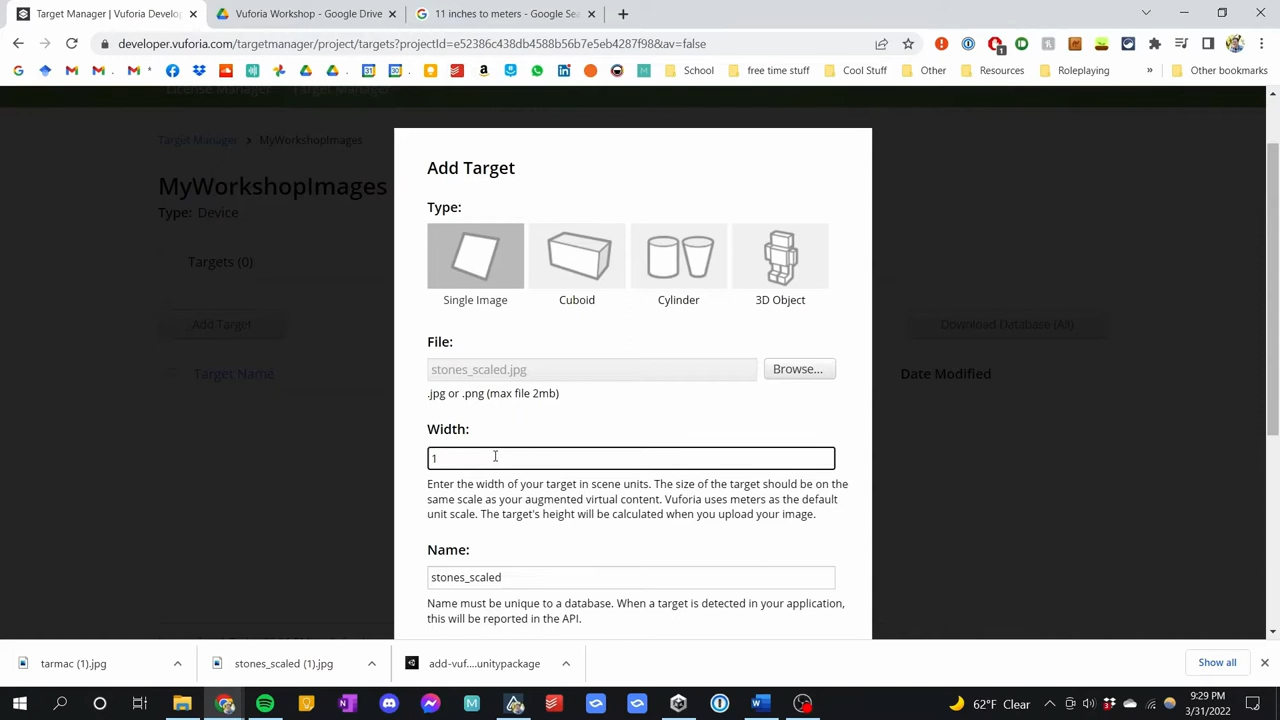 Target Manager | Vuforia Develop
Vuforia Workshop - Google Drive
11 inches to meters - Google Sea
developer.vuforia.com/targetmanager/project/targets?projectId=e523f5c438db4588b56b7e5eb4287f98&av=false
School
free time stuff
Cool Stuff
Other
Resources
Roleplaying
Other bookmarks
License Manager
Target Manager
Target Manager > MyWorkshopImages
MyWorkshopImages
Type: Device
Targets (0)
Add Target
Download Database (All)
Target Name
Date Modified
Add Target
Type:
Single Image
Cuboid
Cylinder
3D Object
File:
stones_scaled.jpg
Browse...
.jpg or .png (max file 2mb)
Width:
1
Enter the width of your target in scene units. The size of the target should be on the
same scale as your augmented virtual content. Vuforia uses meters as the default
unit scale. The target's height will be calculated when you upload your image.
Name:
stones_scaled
Name must be unique to a database. When a target is detected in your application,
this will be reported in the API.
tarmac (1).jpg
stones_scaled (1).jpg
add-vuf....unitypackage
Show all
62°F Clear
9:29 PM
3/31/2022